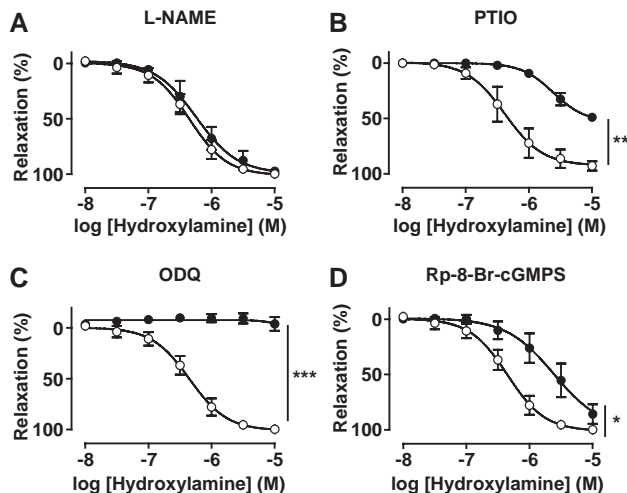 A
L-NAME
Relaxation (%)
0
50
100
-8
-7
-6
-5
log [Hydroxylamine] (M)
B
PTIO
Relaxation (%)
0
50
100
**
-8
-7
-6
-5
log [Hydroxylamine] (M)
C
ODQ
Relaxation (%)
0
50
100
***
-8
-7
-6
-5
log [Hydroxylamine] (M)
D
Rp-8-Br-cGMPS
Relaxation (%)
0
50
100
*
-8
-7
-6
-5
log [Hydroxylamine] (M)